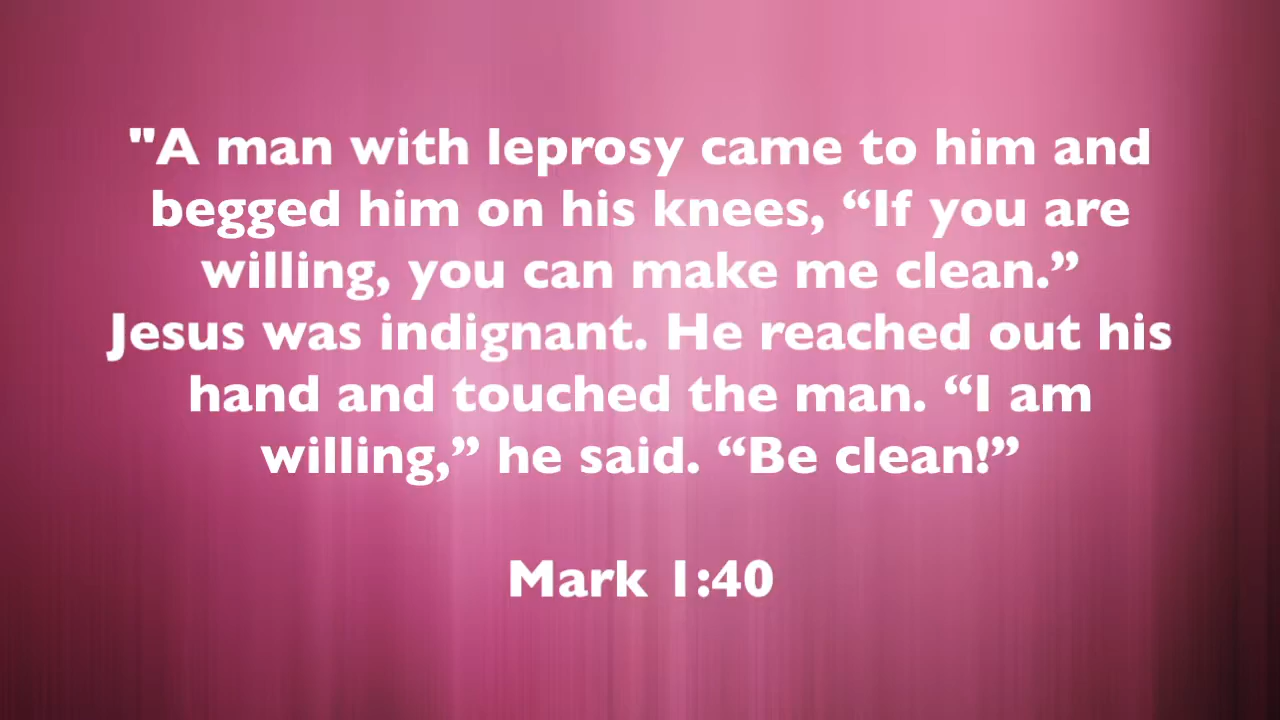 "A man with leprosy came to him and
begged him on his knees, “If you are
willing, you can make me clean.”
Jesus was indignant. He reached out his
hand and touched the man. “I am
willing,” he said. “Be clean!”
Mark 1:40